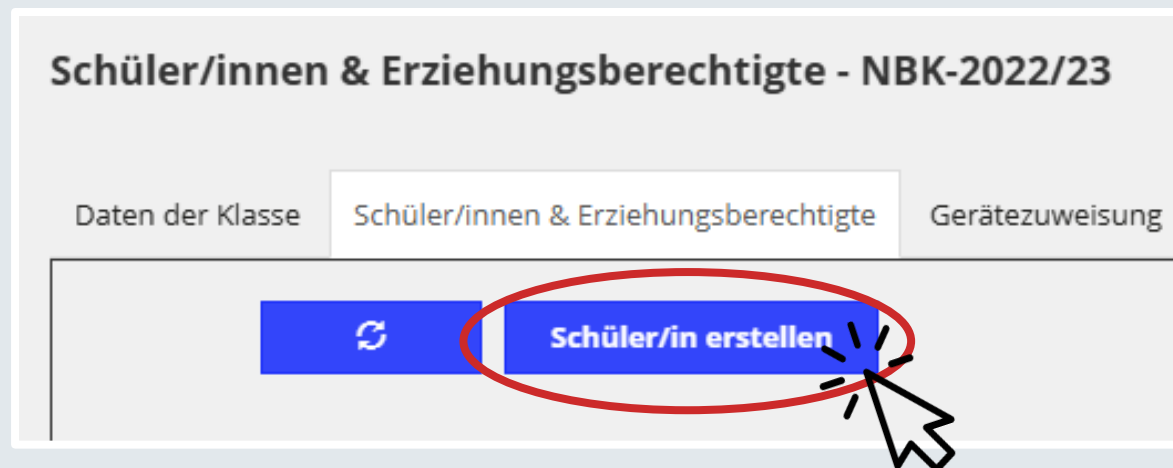 Schüler/innen & Erziehungsberechtigte - NBK-2022/23
Daten der Klasse Schüler/innen & Erziehungsberechtigte Gerätezuweisung
Schüler/in erstellen